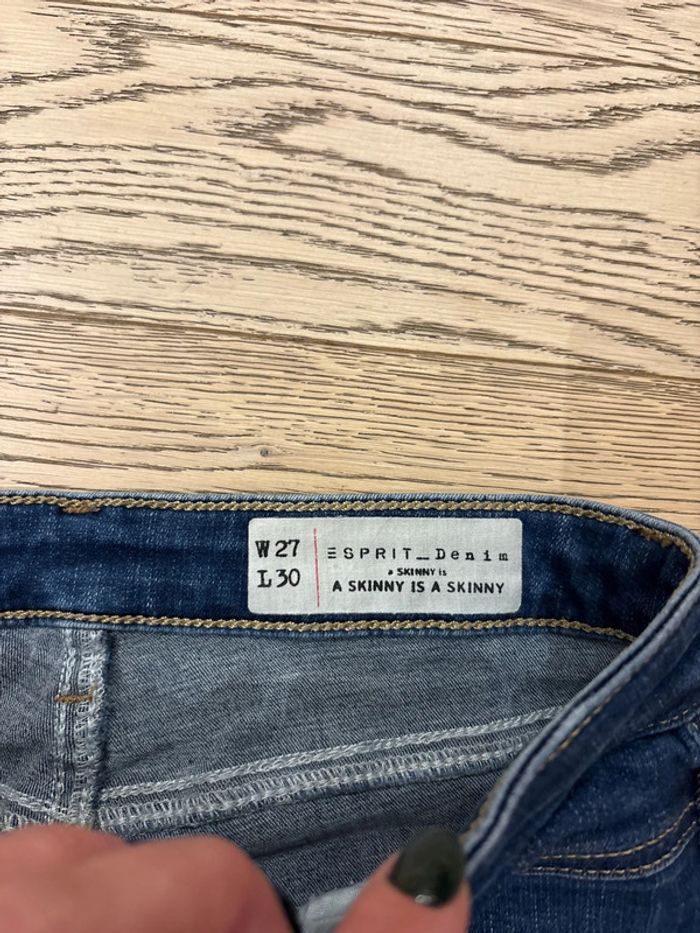 W27
L30
ESPRIT_Denim
a SKINNY is
A SKINNY IS A SKINNY